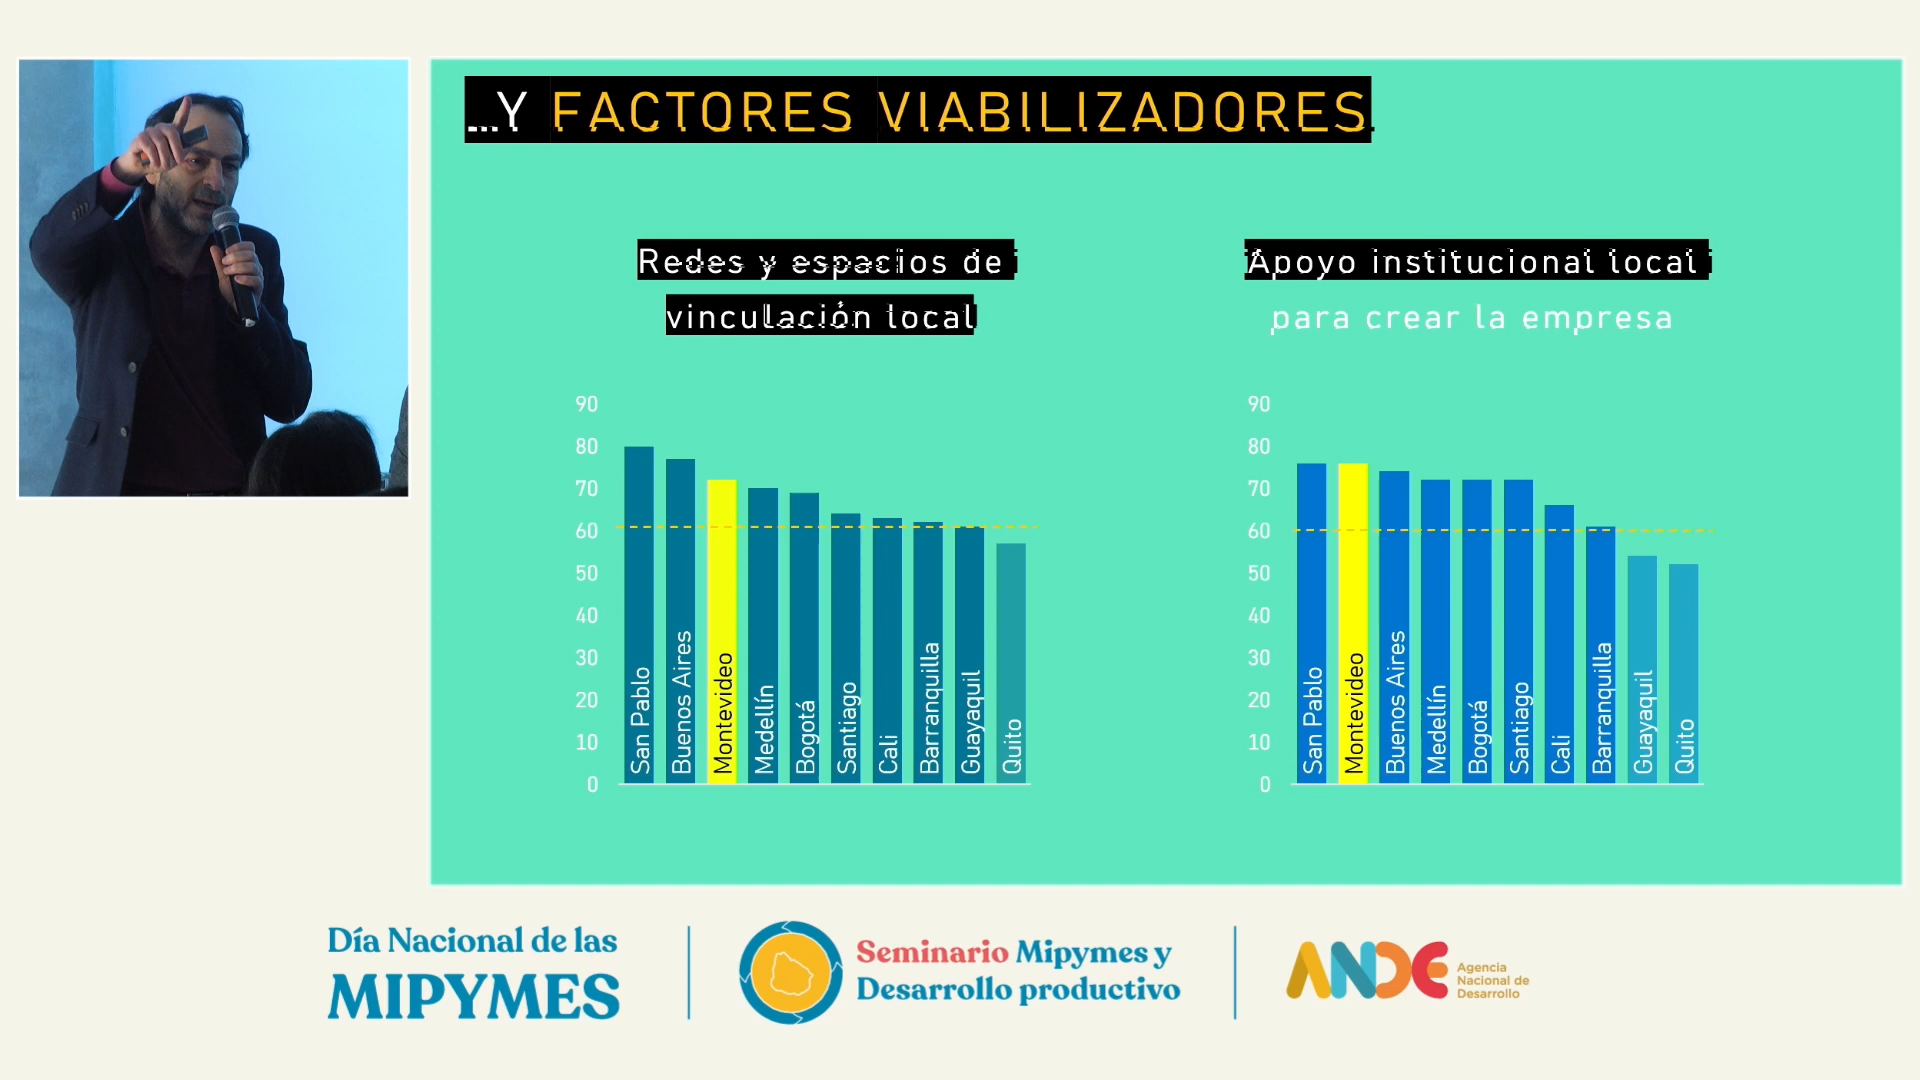 ...Y FACTORES VIABILIZADORES.
Redes y espacios de
vinculación local
90
80
70
60
50
40
30
20
10
0
San Pablo
Buenos Aires
Montevideo
Medellín
Bogotá
Santiago
Cali
Barranquilla
Guayaquil
Quito
Apoyo institucional local
para crear la empresa
90
80
70
60
50
40
30
20
10
0
San Pablo
Montevideo
Buenos Aires
Medellín
Bogotá
Santiago
Cali
Barranquilla
Guayaquil
Quito
Día Nacional de las
MIPYMES
Seminario Mipymes y
Desarrollo productivo
ANDE
Agencia
Nacional de
Desarrollo